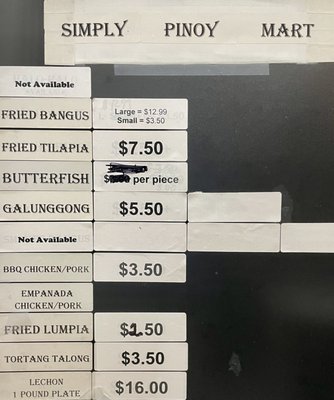 SIMPLY PINOY MART
Not Available
FRIED BANGUS Large = $12.99
Small = $3.50
FRIED TILAPIA $7.50
BUTTERFISH per piece
GALUNGGONG $5.50
Not Available
BBQ CHICKEN/PORK $3.50
EMPANADA
CHICKEN/PORK
FRIED LUMPIA $2.50
TORTANG TALONG $3.50
LECHON
1 POUND PLATE $16.00